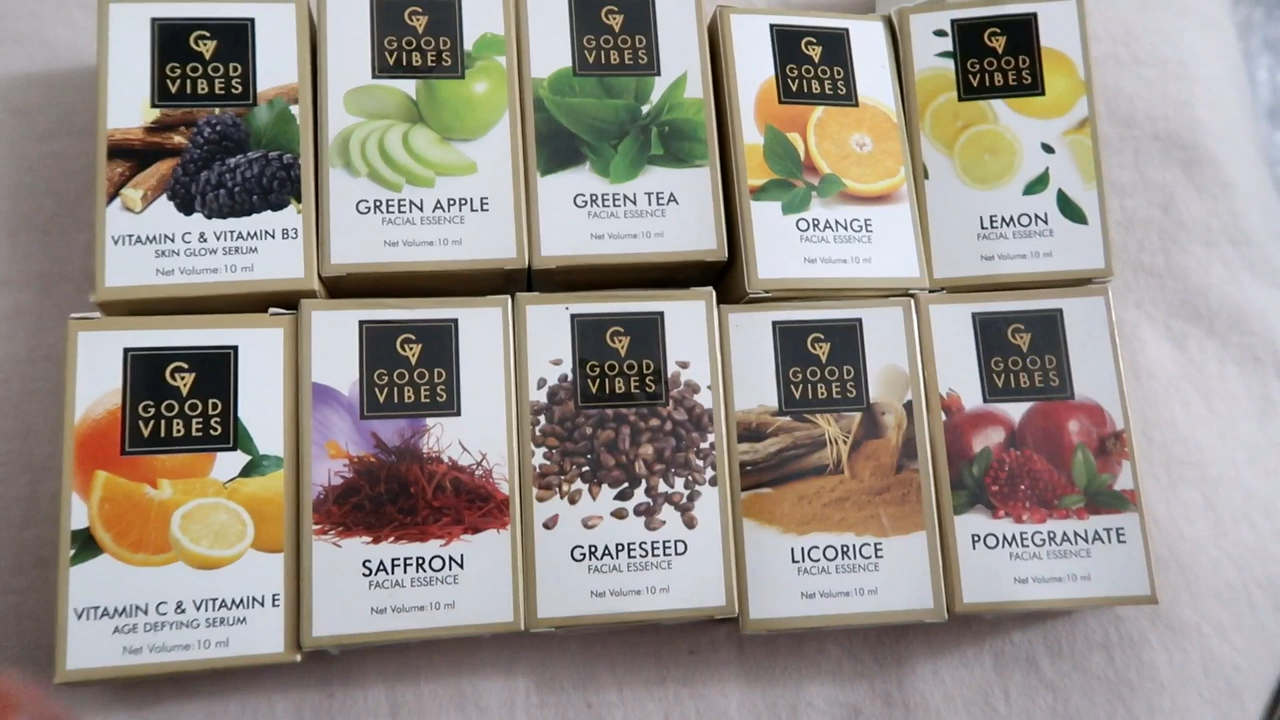 GOOD
VIBES
VITAMIN C & VITAMIN B3
SKIN GLOW SERUM
Net Volume:10 ml
GOOD
VIBES
GREEN APPLE
FACIAL ESSENCE
Net Volume:10 ml
GOOD
VIBES
GREEN TEA
FACIAL ESSENCE
Net Volume:10 ml
GOOD
VIBES
ORANGE
FACIAL ESSENCE
Net Volume:10 ml
GOOD
VIBES
LEMON
FACIAL ESSENCE
Net Volume:10 ml
GOOD
VIBES
VITAMIN C & VITAMIN E
AGE DEFYING SERUM
Net Volume:10 ml
GOOD
VIBES
SAFFRON
FACIAL ESSENCE
Net Volume:10 ml
GOOD
VIBES
GRAPESEED
FACIAL ESSENCE
Net Volume:10 ml
GOOD
VIBES
LICORICE
FACIAL ESSENCE
Net Volume:10 ml
GOOD
VIBES
POMEGRANATE
FACIAL ESSENCE
Net Volume:10 ml